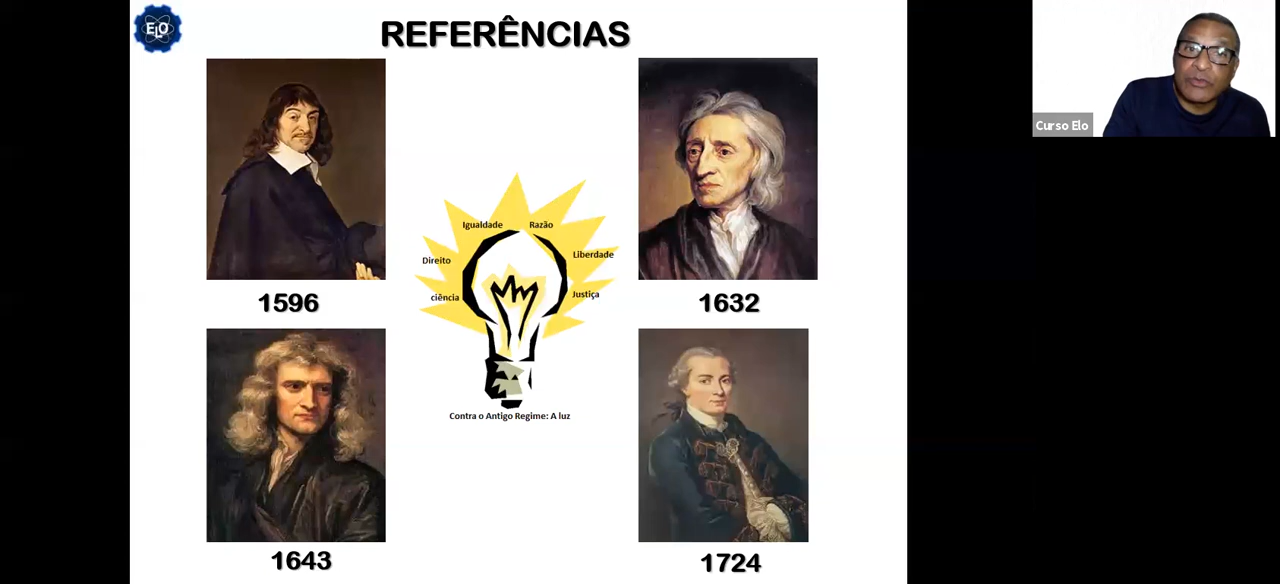 ELO
REFERÊNCIAS
Curso Elo
1596
1632
Igualdade
Razão
Direito
Liberdade
ciência
Justiça
Contra o Antigo Regime: A luz
1643
1724